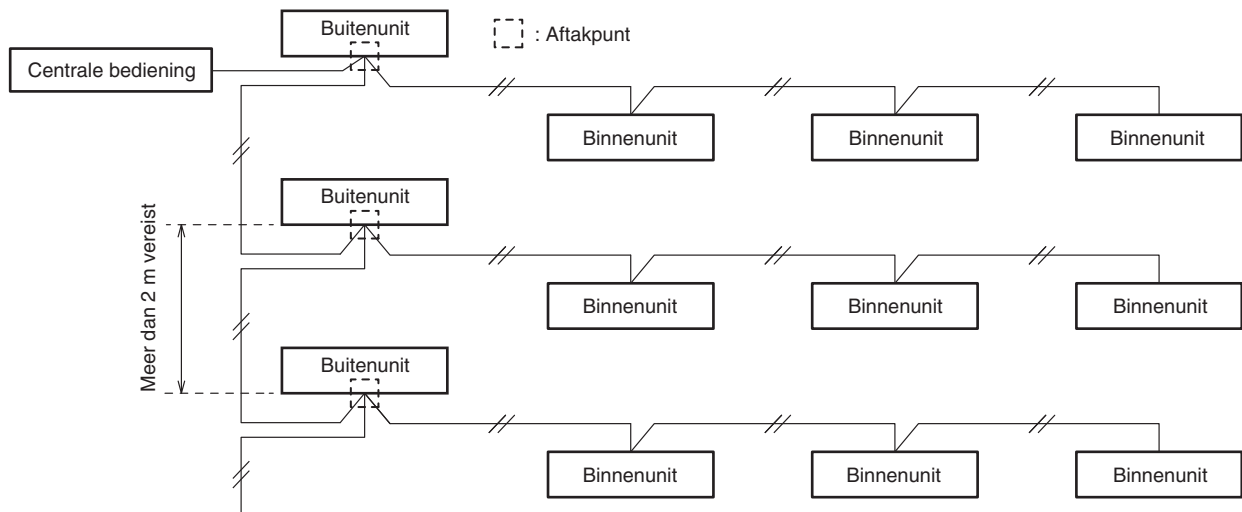 Buitenunit
: Aftakpunt
Centrale bediening
Binnenunit
Binnenunit
Binnenunit
Buitenunit
Meer dan 2 m vereist
Binnenunit
Binnenunit
Binnenunit
Buitenunit
Binnenunit
Binnenunit
Binnenunit